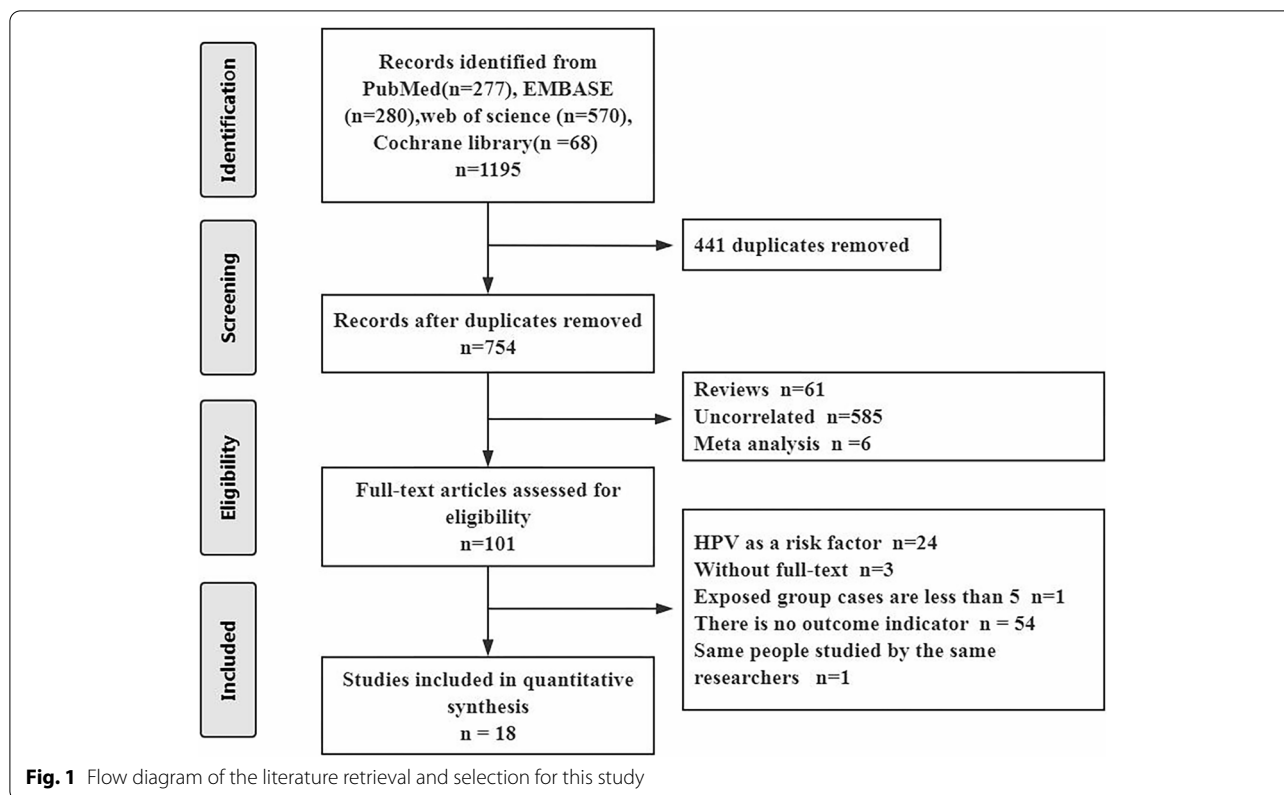 Identification
Records identified from
PubMed(n=277), EMBASE
(n=280),web of science (n=570),
Cochrane library(n =68)
n=1195
Screening
441 duplicates removed
Records after duplicates removed
n=754
Reviews n=61
Uncorrelated n=585
Meta analysis n =6
Eligibility
Full-text articles assessed for
eligibility
n=101
HPV as a risk factor n=24
Without full-text n=3
Exposed group cases are less than 5 n=1
There is no outcome indicator n = 54
Same people studied by the same
researchers n=1
Included
Studies included in quantitative
synthesis
n = 18
Fig. 1 Flow diagram of the literature retrieval and selection for this study